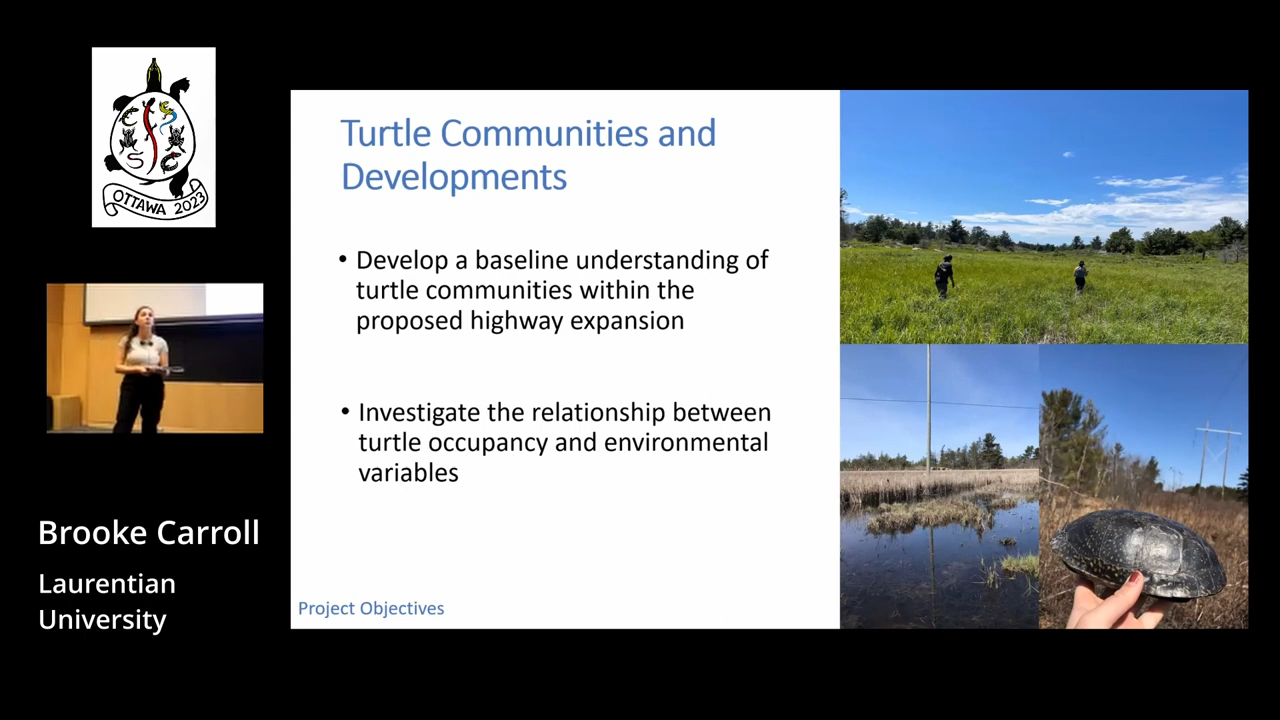 C S C
S C
OTTAWA 2023
Turtle Communities and
Developments
• Develop a baseline understanding of
turtle communities within the
proposed highway expansion
• Investigate the relationship between
turtle occupancy and environmental
variables
Project Objectives
Brooke Carroll
Laurentian
University